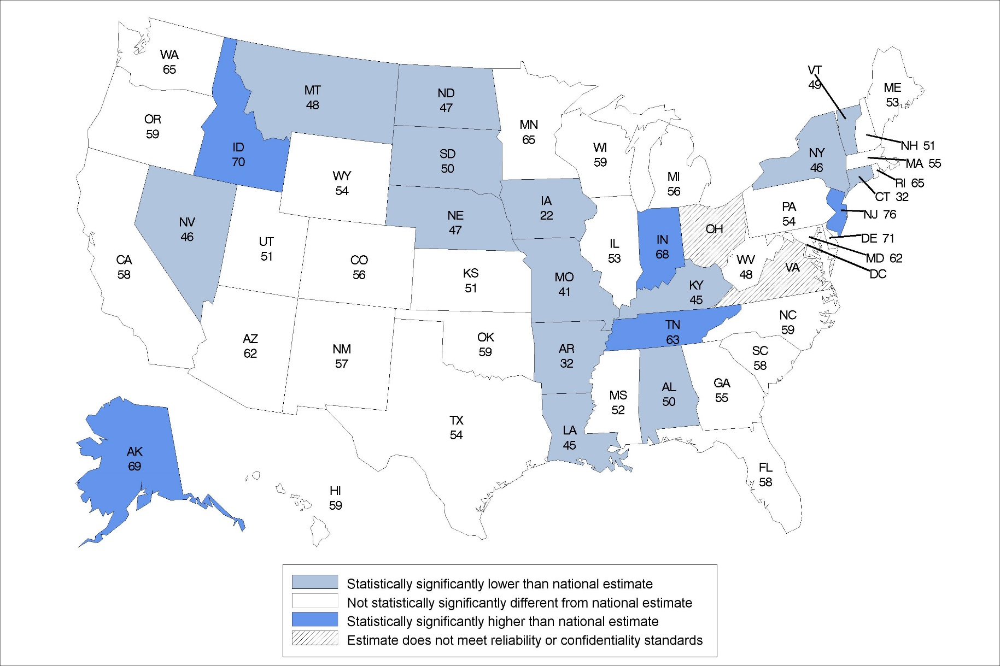 WA
65
OR
59
CA
58
ID
70
NV
46
MT
48
WY
54
UT
51
AZ
62
CO
56
NM
57
ND
47
SD
50
NE
47
KS
51
OK
59
TX
54
MN
65
IA
22
MO
41
AR
32
LA
45
WI
59
IL
53
MS
52
MI
56
IN
68
KY
45
TN
63
AL
50
OH
WV
48
VA
NC
59
SC
58
GA
55
FL
58
PA
54
NY
46
VT
49
ME
53
NH 51
MA 55
RI 65
CT 32
NJ 76
DE 71
MD 62
DC
AK
69
HI
59
Statistically significantly lower than national estimate
Not statistically significantly different from national estimate
Statistically significantly higher than national estimate
Estimate does not meet reliability or confidentiality standards